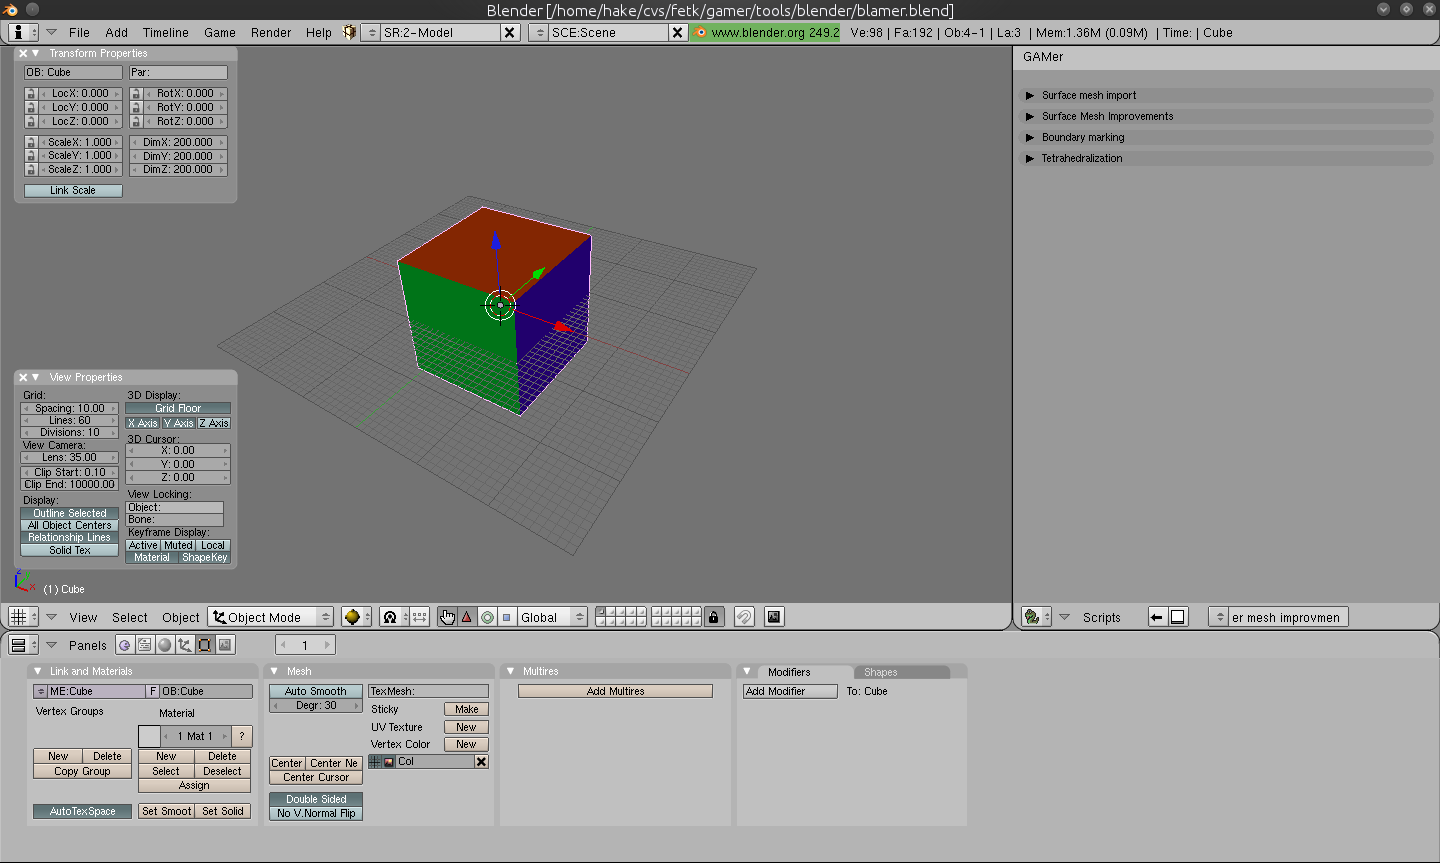 Blender [/home/hake/cvs/fetk/gamer/tools/blender/blamer.blend]
File Add Timeline Game Render Help SR:2-Model SCE:Scene www.blender.org 249.2 Ve:98 | Fa:192 | Ob:4-1 | La:3 | Mem:1.36M (0.09M) | Time: | Cube
Transform Properties
OB: Cube Par:
LocX: 0.000 RotX: 0.000
LocY: 0.000 RotY: 0.000
LocZ: 0.000 RotZ: 0.000
ScaleX: 1.000 DimX: 200.000
ScaleY: 1.000 DimY: 200.000
ScaleZ: 1.000 DimZ: 200.000
Link Scale
GAMer
Surface mesh import
Surface Mesh Improvements
Boundary marking
Tetrahedralization
View Properties
Grid: 3D Display:
Spacing: 10.00 Grid Floor
Lines: 60 X Axis Y Axis Z Axis
Divisions: 10 3D Cursor:
View Camera: X: 0.00
Lens: 35.00 Y: 0.00
Clip Start: 0.10 Z: 0.00
Clip End: 10000.00
Display: View Locking:
Outline Selected Object:
All Object Centers Bone:
Relationship Lines Keyframe Display:
Solid Tex Active Muted Local
Material ShapeKey
Z X
(1) Cube
View Select Object Object Mode Global
Scripts er mesh improvmen
Panels 1
Link and Materials Mesh Multires Modifiers Shapes
ME:Cube F OB:Cube Auto Smooth TexMesh: Add Multires Add Modifier To: Cube
Degr: 30 Sticky Make
Vertex Groups Material UV Texture New
1 Mat 1 ? Vertex Color New
New Delete New Delete Center Center Ne Col
Copy Group Select Deselect Center Cursor
Assign
AutoTexSpace Set Smoot Set Solid Double Sided
No V.Normal Flip